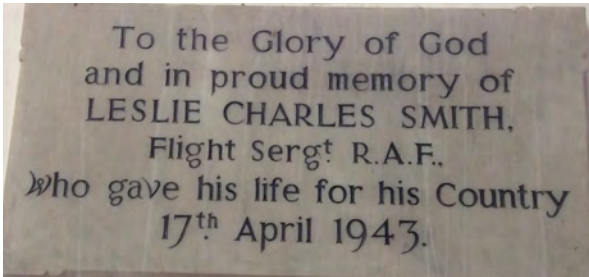 To the Glory of God
and in proud memory of
LESLIE CHARLES SMITH,
Flight Sergt. R.A.F.,
Who gave his life for his Country
17th. April 1943.